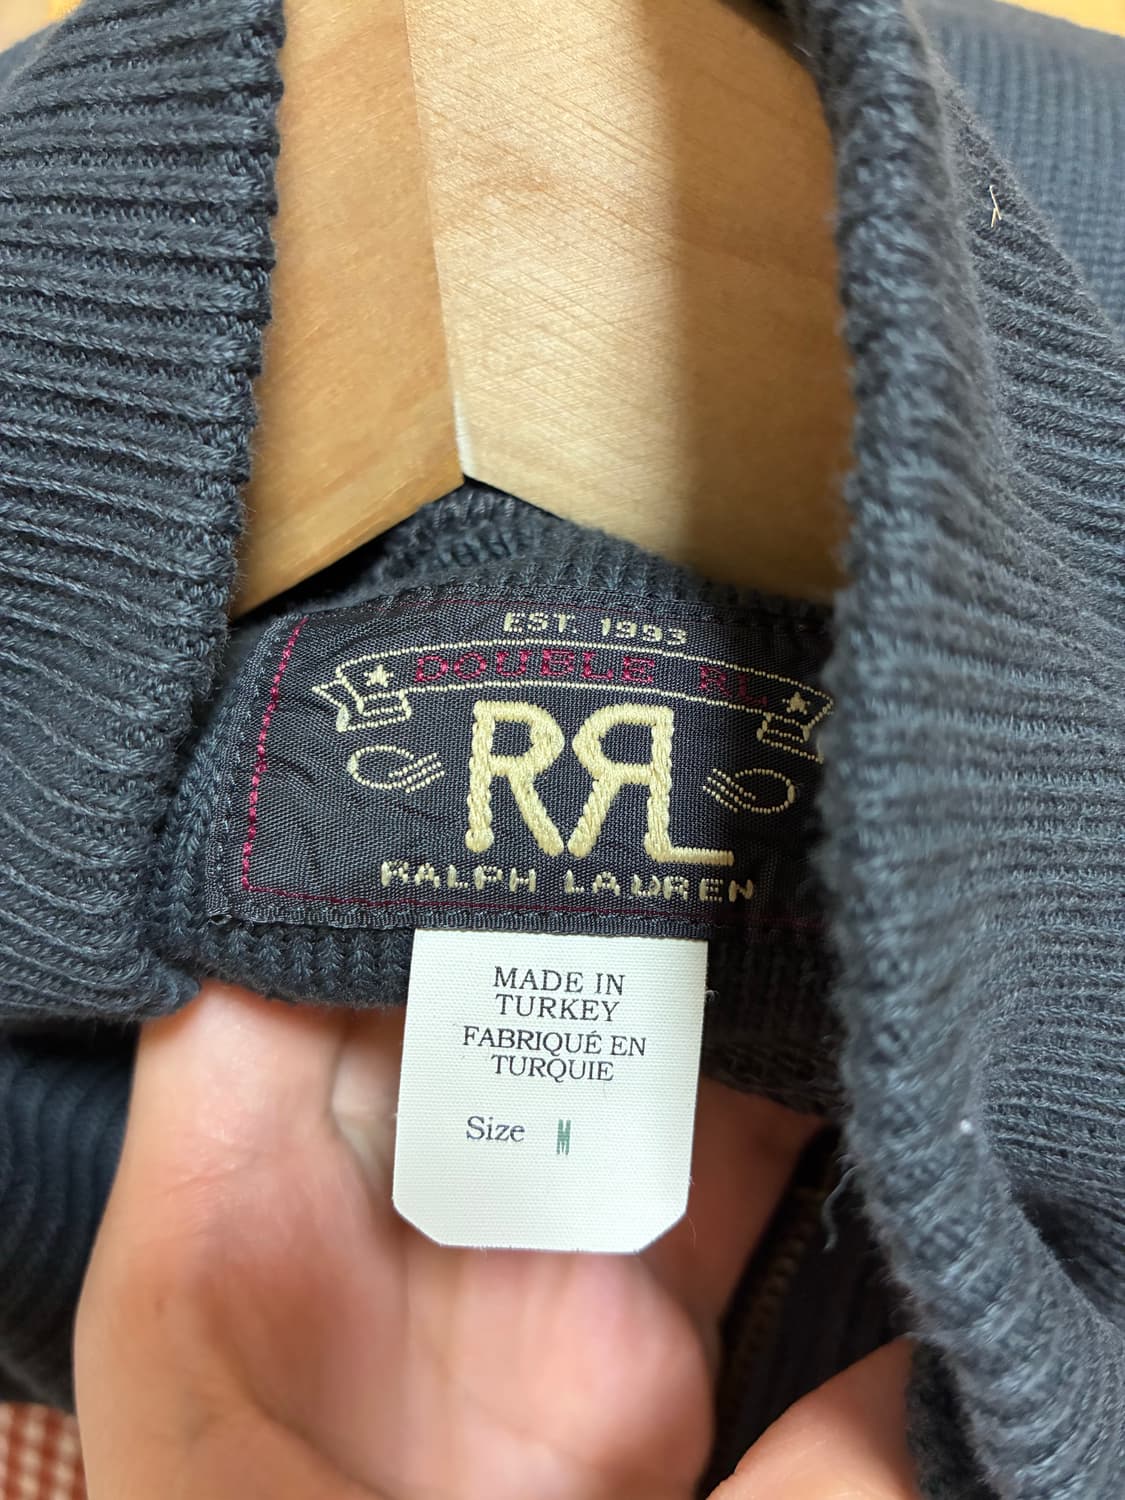 EST. 1993
DOUBLE RL
RRL
RALPH LAUREN
MADE IN
TURKEY
FABRIQUÉ EN
TURQUIE
Size M